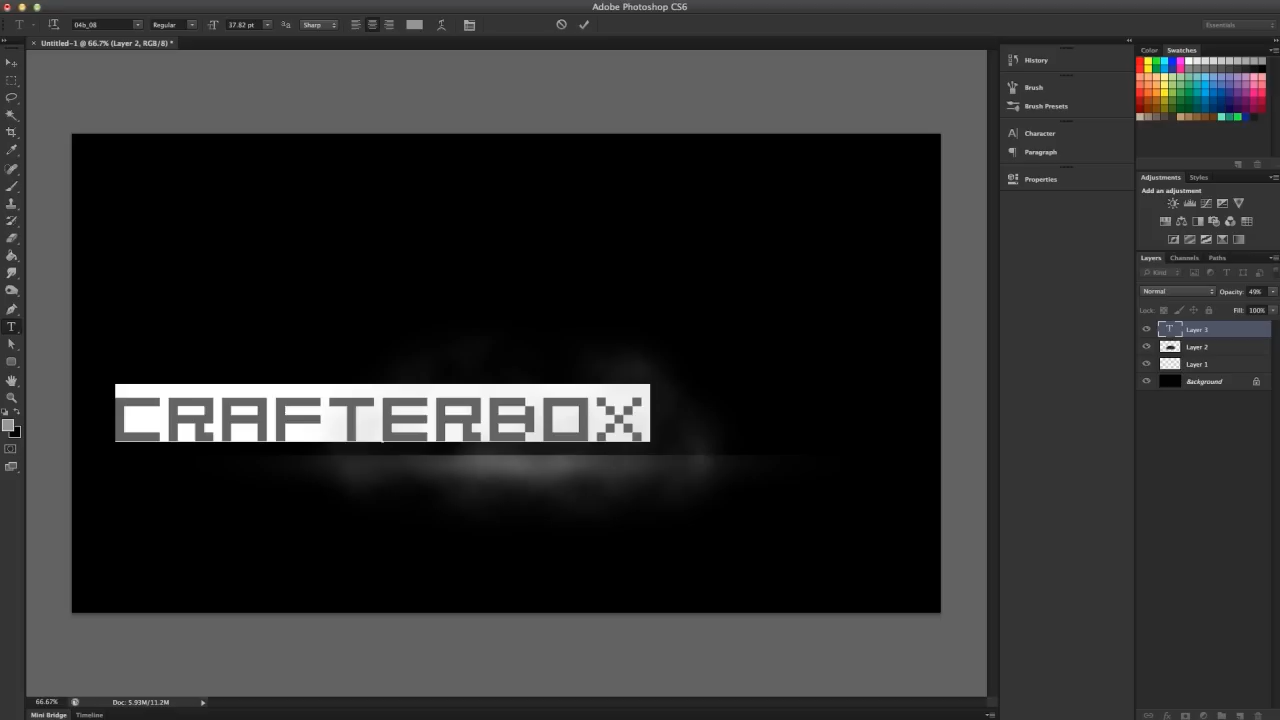 Adobe Photoshop CS6
04b_08
Regular
37.82 pt
Sharp
Essentials
Untitled-1 @ 66.7% (Layer 2, RGB/8) *
History
Brush
Brush Presets
Character
Paragraph
Properties
Color
Swatches
Adjustments
Styles
Add an adjustment
Layers
Channels
Paths
Kind
Normal
Opacity: 49%
Lock:
Fill: 100%
Layer 3
Layer 2
Layer 1
Background
CRAFTERBOX
66.67%
Doc: 5.93M/11.2M
Mini Bridge
Timeline